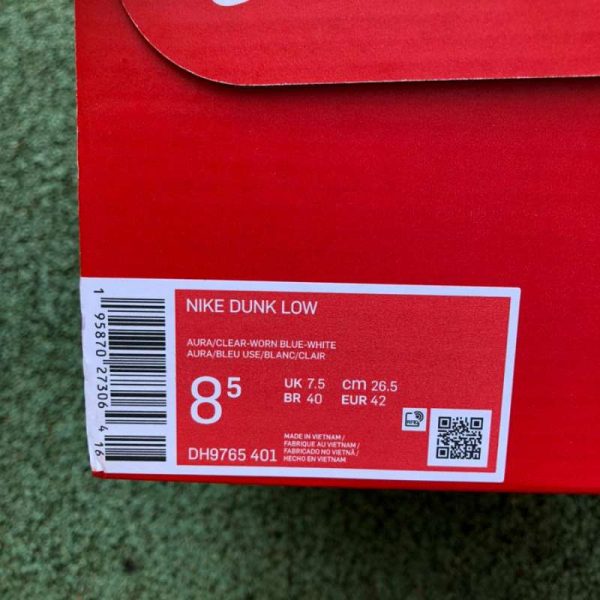 NIKE DUNK LOW
AURA/CLEAR-WORN BLUE-WHITE
AURA/BLEU USE/BLANC/CLAIR
8⁵
UK 7.5 cm 26.5
BR 40 EUR 42
DH9765 401
MADE IN VIETNAM /
FABRIQUE AU VIETNAM /
FABRICADO NO VIETNÃ /
HECHO EN VIETNAM
1 95870 27306 4 16